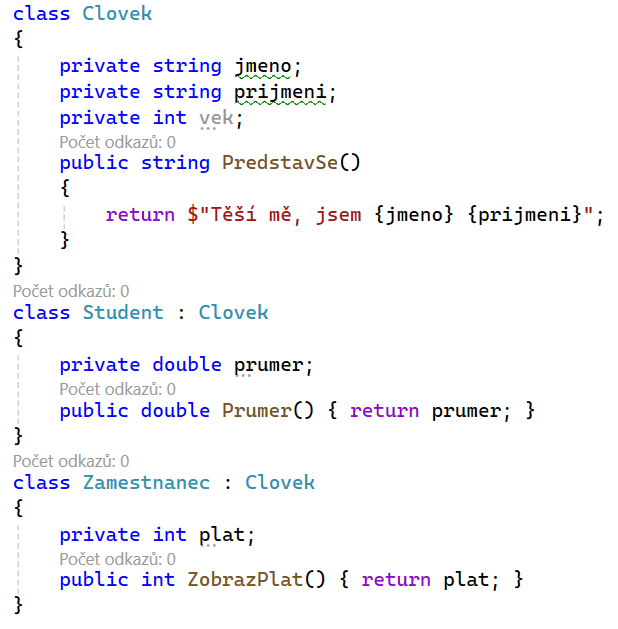 class Clovek
{
private string jmeno;
private string prijmeni;
private int vek;
Počet odkazů: 0
public string PredstavSe()
{
return $"Těší mě, jsem {jmeno} {prijmeni}";
}
}
Počet odkazů: 0
class Student : Clovek
{
private double prumer;
Počet odkazů: 0
public double Prumer() { return prumer; }
}
Počet odkazů: 0
class Zamestnanec : Clovek
{
private int plat;
Počet odkazů: 0
public int ZobrazPlat() { return plat; }
}